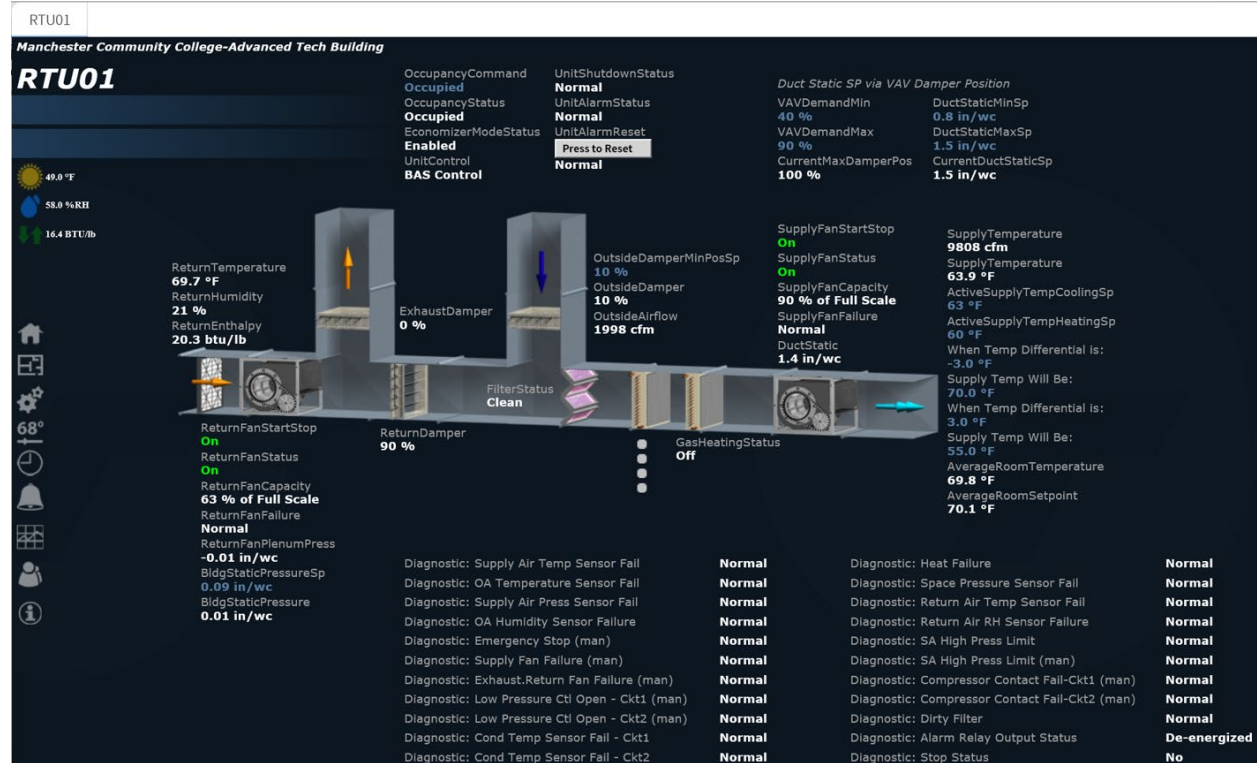 RTU01
Manchester Community College-Advanced Tech Building
RTU01
49.0 °F
58.0 %RH
16.4 BTU/lb
68°
OccupancyCommand
Occupied
OccupancyStatus
Occupied
EconomizerModeStatus
Enabled
UnitControl
BAS Control
UnitShutdownStatus
Normal
UnitAlarmStatus
Normal
UnitAlarmReset
Press to Reset
Normal
Duct Static SP via VAV Damper Position
VAVDemandMin
40 %
VAVDemandMax
90 %
CurrentMaxDamperPos
100 %
DuctStaticMinSp
0.8 in/wc
DuctStaticMaxSp
1.5 in/wc
CurrentDuctStaticSp
1.5 in/wc
ReturnTemperature
69.7 °F
ReturnHumidity
21 %
ReturnEnthalpy
20.3 btu/lb
ExhaustDamper
0 %
OutsideDamperMinPosSp
10 %
OutsideDamper
10 %
OutsideAirflow
1998 cfm
SupplyFanStartStop
On
SupplyFanStatus
On
SupplyFanCapacity
90 % of Full Scale
SupplyFanFailure
Normal
DuctStatic
1.4 in/wc
SupplyTemperature
9808 cfm
SupplyTemperature
63.9 °F
ActiveSupplyTempCoolingSp
63 °F
ActiveSupplyTempHeatingSp
60 °F
When Temp Differential is:
-3.0 °F
Supply Temp Will Be:
70.0 °F
When Temp Differential is:
3.0 °F
Supply Temp Will Be:
55.0 °F
AverageRoomTemperature
69.8 °F
AverageRoomSetpoint
70.1 °F
FilterStatus
Clean
ReturnDamper
90 %
GasHeatingStatus
Off
ReturnFanStartStop
On
ReturnFanStatus
On
ReturnFanCapacity
63 % of Full Scale
ReturnFanFailure
Normal
ReturnFanPlenumPress
-0.01 in/wc
BldgStaticPressureSp
0.09 in/wc
BldgStaticPressure
0.01 in/wc
Diagnostic: Supply Air Temp Sensor Fail Normal
Diagnostic: OA Temperature Sensor Fail Normal
Diagnostic: Supply Air Press Sensor Fail Normal
Diagnostic: OA Humidity Sensor Failure Normal
Diagnostic: Emergency Stop (man) Normal
Diagnostic: Supply Fan Failure (man) Normal
Diagnostic: Exhaust.Return Fan Failure (man) Normal
Diagnostic: Low Pressure Ctl Open - Ckt1 (man) Normal
Diagnostic: Low Pressure Ctl Open - Ckt2 (man) Normal
Diagnostic: Cond Temp Sensor Fail - Ckt1 Normal
Diagnostic: Cond Temp Sensor Fail - Ckt2 Normal
Diagnostic: Heat Failure Normal
Diagnostic: Space Pressure Sensor Fail Normal
Diagnostic: Return Air Temp Sensor Fail Normal
Diagnostic: Return Air RH Sensor Failure Normal
Diagnostic: SA High Press Limit Normal
Diagnostic: SA High Press Limit (man) Normal
Diagnostic: Compressor Contact Fail-Ckt1 (man) Normal
Diagnostic: Compressor Contact Fail-Ckt2 (man) Normal
Diagnostic: Dirty Filter Normal
Diagnostic: Alarm Relay Output Status De-energized
Diagnostic: Stop Status No